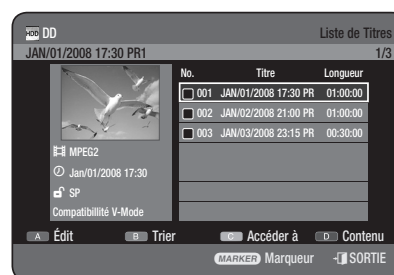 HDD DD Liste de Titres
JAN/01/2008 17:30 PR1 1/3
No. Titre Longueur
001 JAN/01/2008 17:30 PR 01:00:00
002 JAN/02/2008 21:00 PR 01:00:00
003 JAN/03/2008 23:15 PR 00:30:00
MPEG2
Jan/01/2008 17:30
SP
Compatibillité V-Mode
A Édit B Trier C Accéder à D Contenu
MARKER Marqueur SORTIE